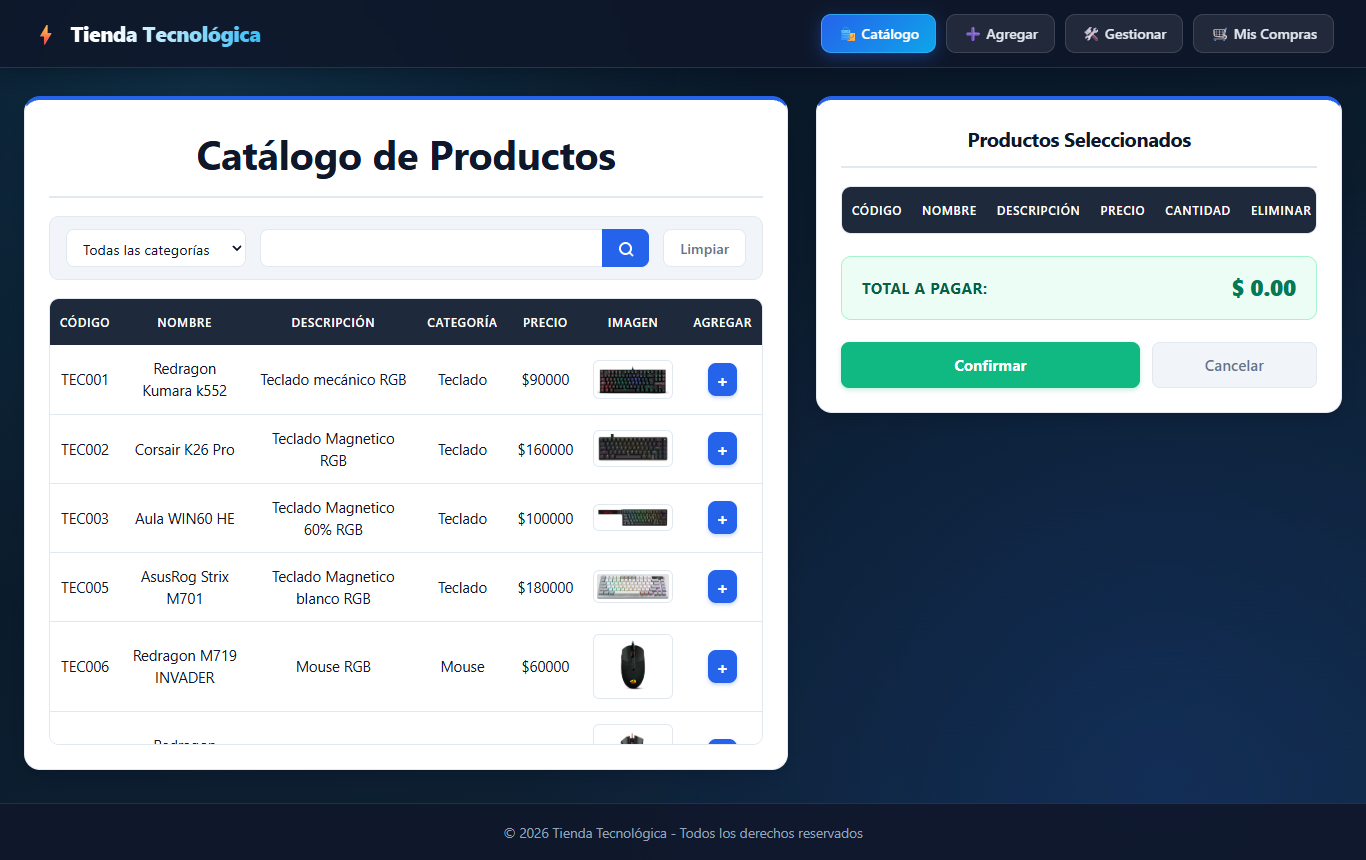 Tienda Tecnológica
Catálogo
Agregar
Gestionar
Mis Compras
Catálogo de Productos
Todas las categorías
Limpiar
CÓDIGO NOMBRE DESCRIPCIÓN CATEGORÍA PRECIO IMAGEN AGREGAR
TEC001 Redragon Kumara k552 Teclado mecánico RGB Teclado $90000 +
TEC002 Corsair K26 Pro Teclado Magnetico RGB Teclado $160000 +
TEC003 Aula WIN60 HE Teclado Magnetico 60% RGB Teclado $100000 +
TEC005 AsusRog Strix M701 Teclado Magnetico blanco RGB Teclado $180000 +
TEC006 Redragon M719 INVADER Mouse RGB Mouse $60000 +
Redragon
Productos Seleccionados
CÓDIGO NOMBRE DESCRIPCIÓN PRECIO CANTIDAD ELIMINAR
TOTAL A PAGAR: $ 0.00
Confirmar
Cancelar
© 2026 Tienda Tecnológica - Todos los derechos reservados